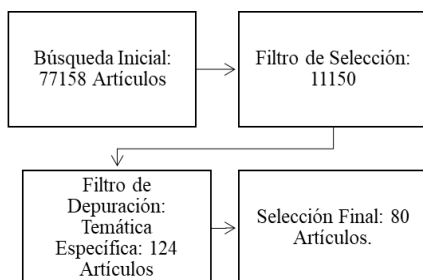 Búsqueda Inicial:
77158 Artículos
Filtro de Selección:
11150
Filtro de
Depuración:
Temática
Específica: 124
Artículos
Selección Final: 80
Artículos.